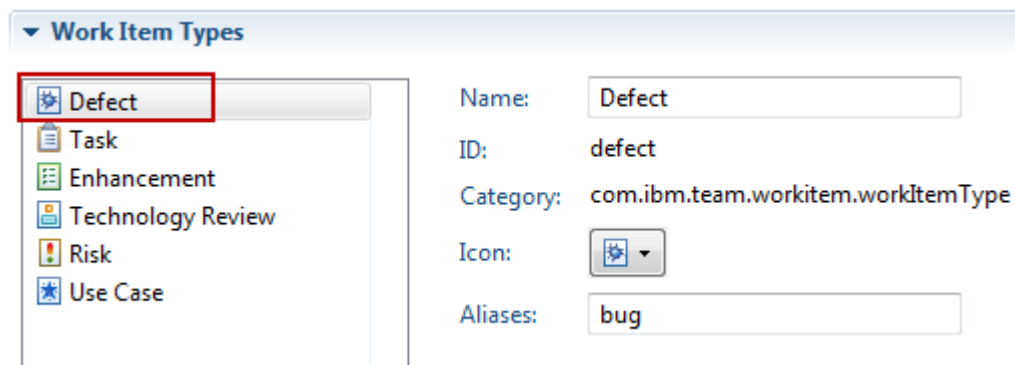 Work Item Types
Defect
Task
Enhancement
Technology Review
Risk
Use Case
Name: Defect
ID: defect
Category: com.ibm.team.workitem.workItemType
Icon:
Aliases: bug